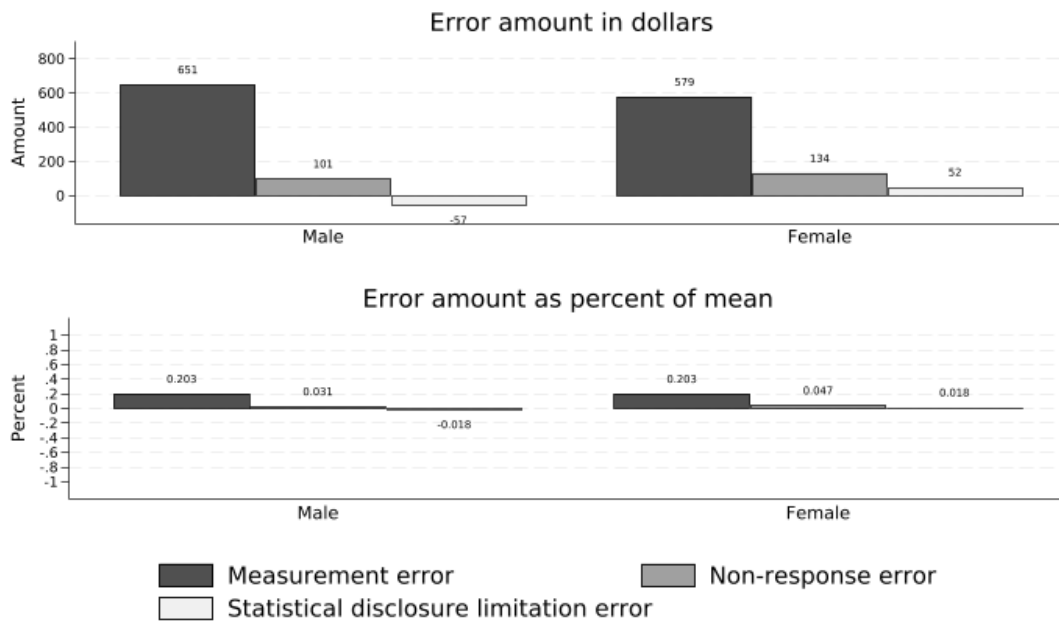 Error amount in dollars
Amount
800
600
400
200
0
651
101
-57
579
134
52
Male
Female
Error amount as percent of mean
Percent
1
.8
.6
.4
.2
0
-.2
-.4
-.6
-.8
-1
0.203
0.031
-0.018
0.203
0.047
0.018
Male
Female
Measurement error
Non-response error
Statistical disclosure limitation error